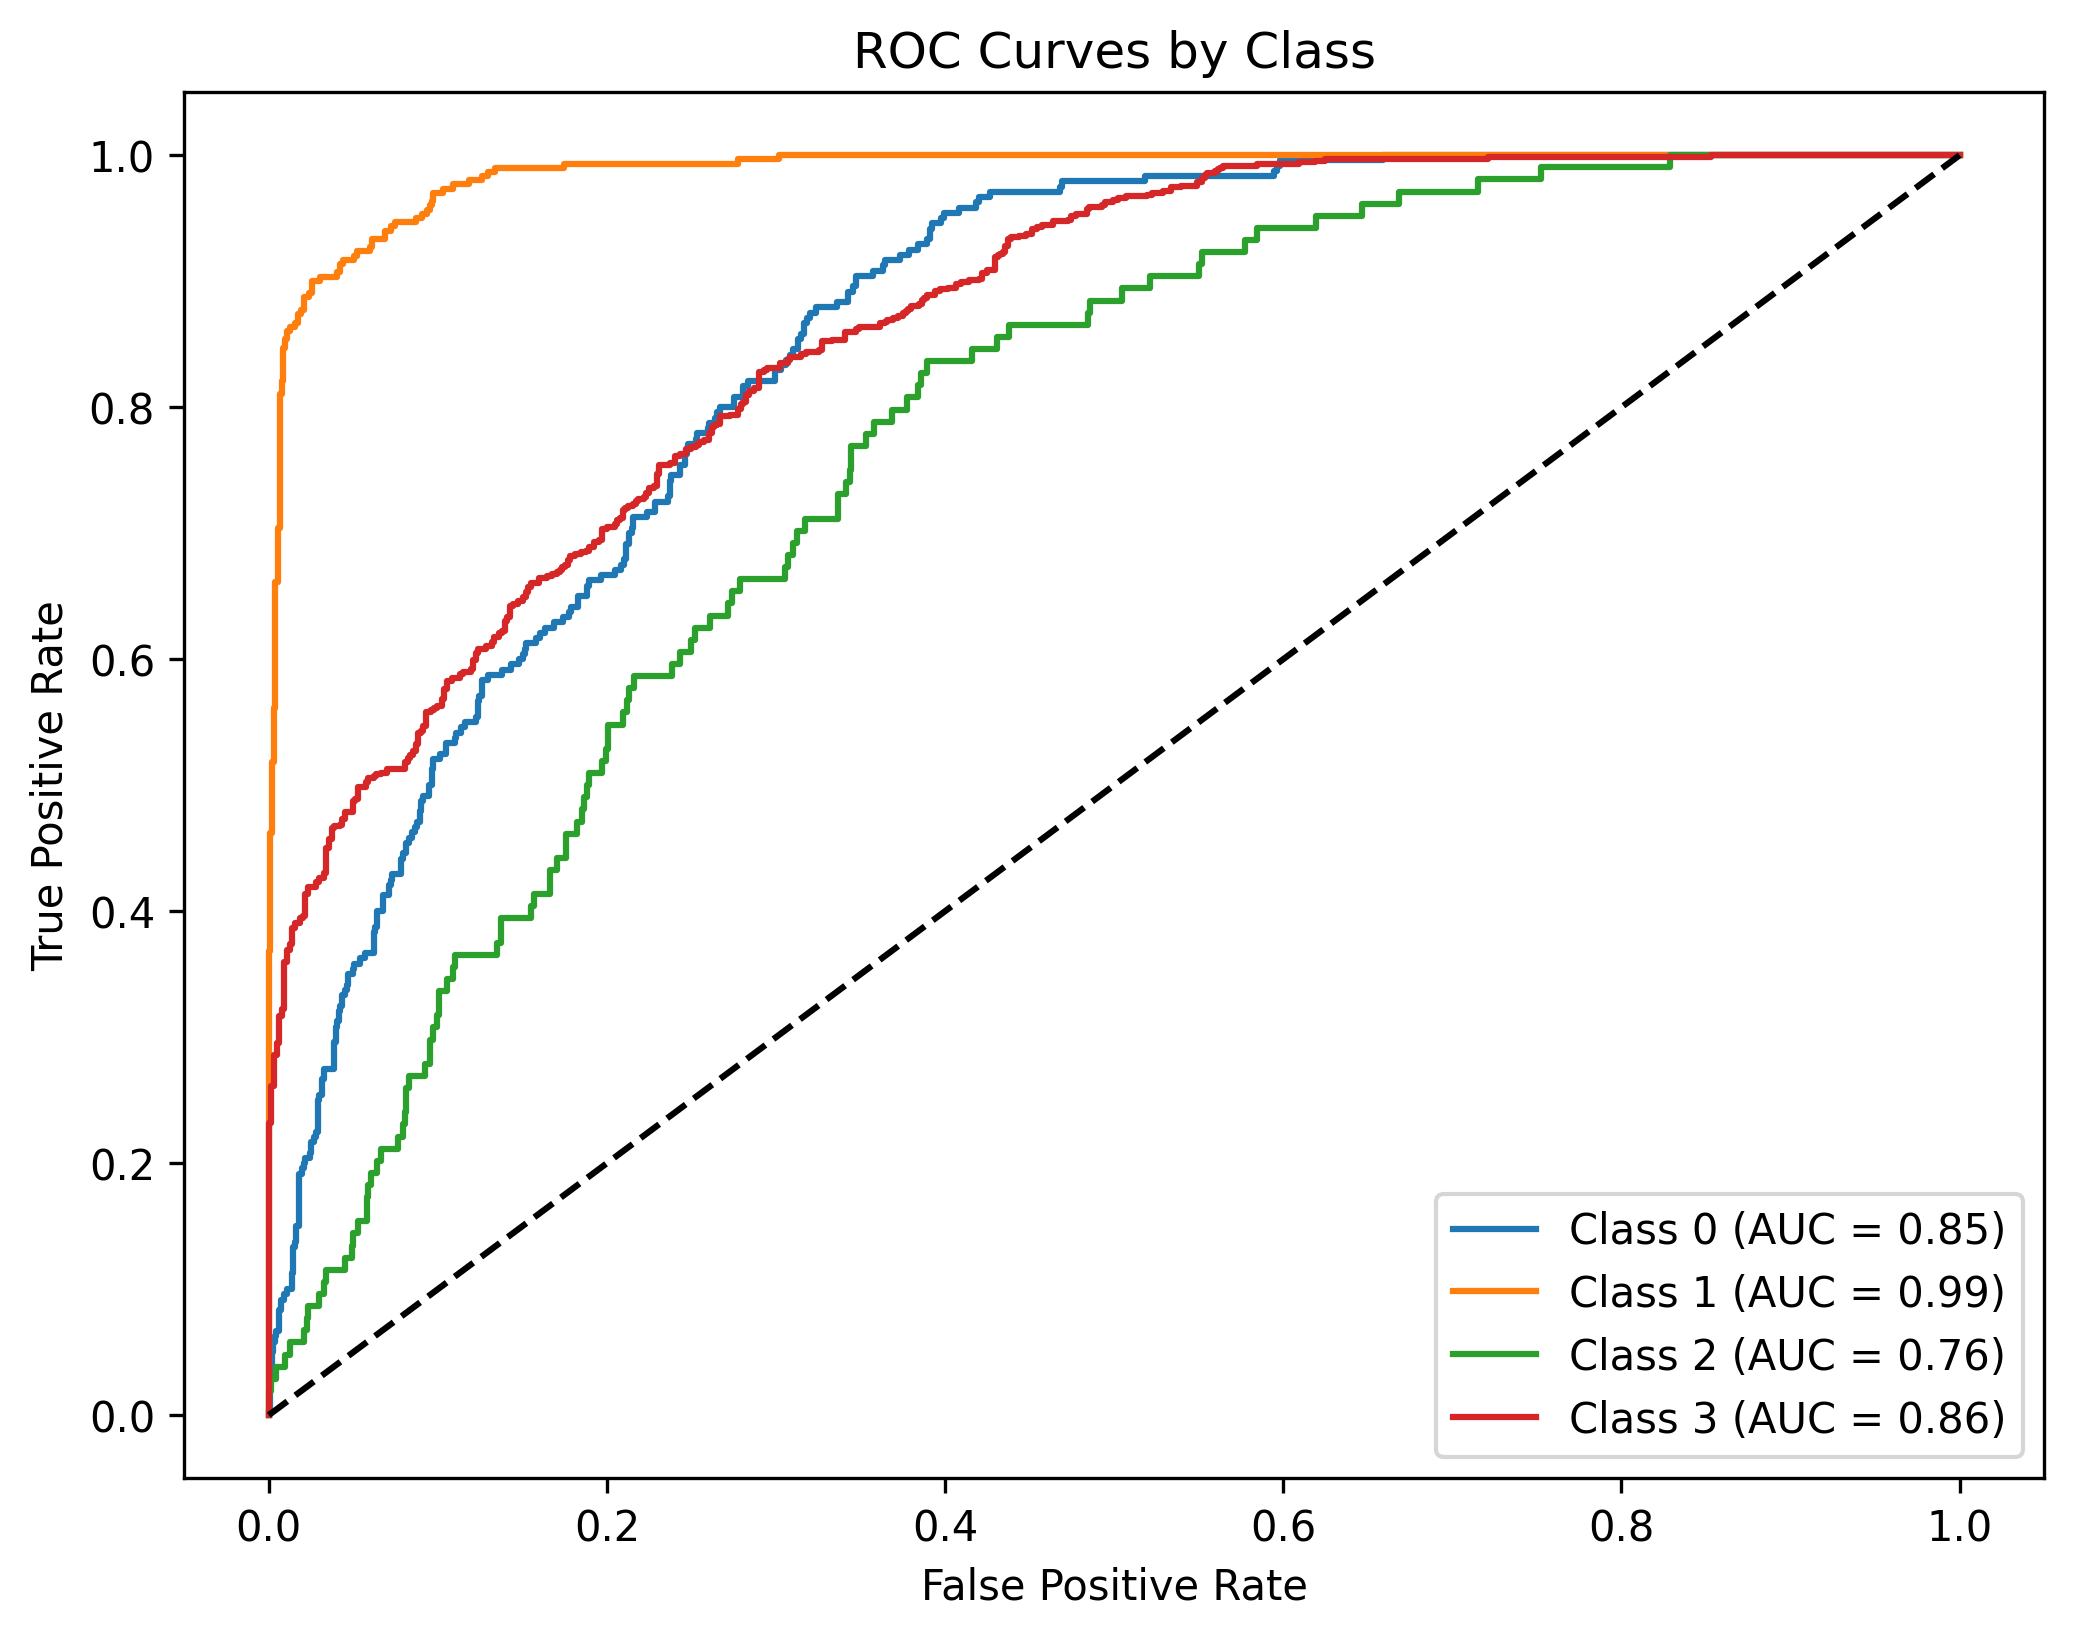 ROC Curves by Class
1.0
0.8
0.6
0.4
0.2
0.0
True Positive Rate
Class 0 (AUC = 0.85)
Class 1 (AUC = 0.99)
Class 2 (AUC = 0.76)
Class 3 (AUC = 0.86)
0.0 0.2 0.4 0.6 0.8 1.0
False Positive Rate